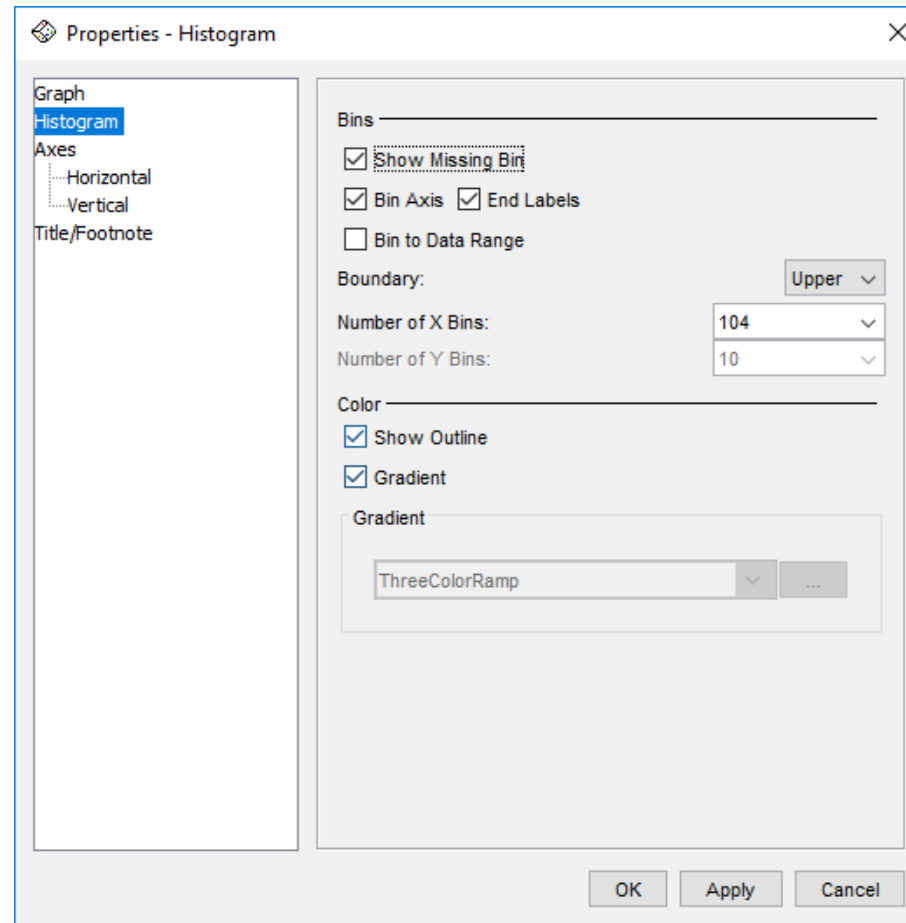 Properties - Histogram
Graph
Histogram
Axes
Horizontal
Vertical
Title/Footnote
Bins
Show Missing Bin
Bin Axis End Labels
Bin to Data Range
Boundary: Upper
Number of X Bins: 104
Number of Y Bins: 10
Color
Show Outline
Gradient
Gradient
ThreeColorRamp ...
OK Apply Cancel